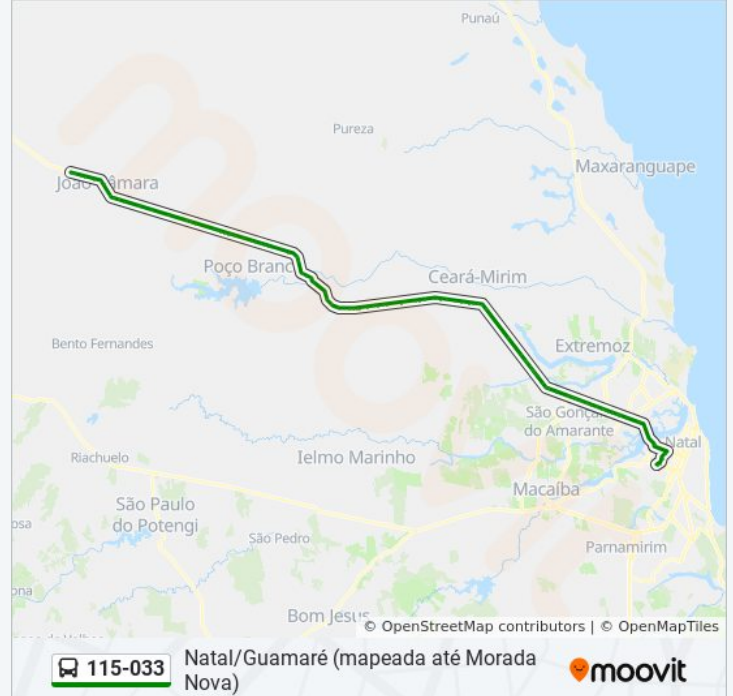 Punaú
Pureza
Maxaranguape
João Câmara
Poço Branco
Ceará-Mirim
Bento Fernandes
Extremoz
São Gonçalo
do Amarante
Natal
Riachuelo
Ielmo Marinho
Macaíba
São Paulo
do Potengi
São Pedro
Parnamirim
Bom Jesus
© OpenStreetMap contributors | © OpenMapTiles
115-033
Natal/Guamaré (mapeada até Morada
Nova)
moovit